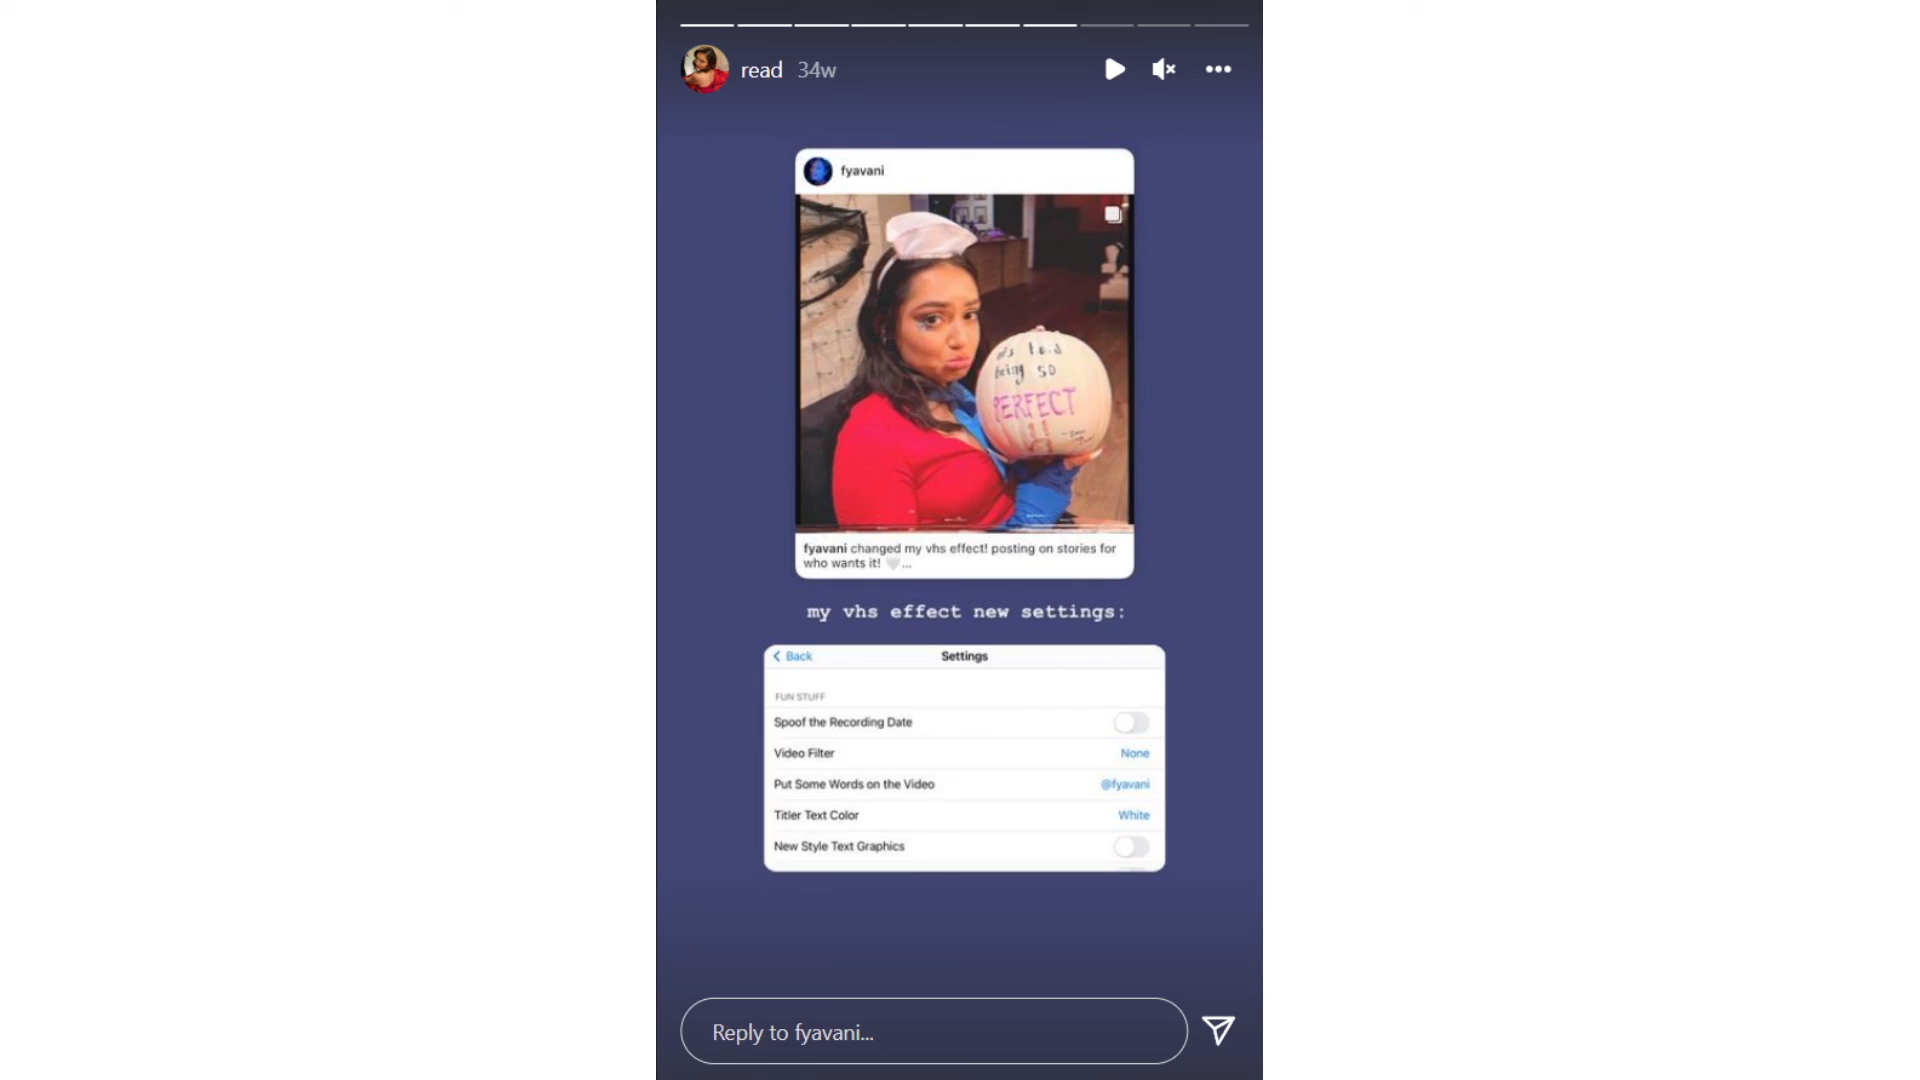 read 34w
fyavani
being so
PERFECT
fyavani changed my vhs effect! posting on stories for
who wants it! 🤍...
my vhs effect new settings:
Back
Settings
FUN STUFF
Spoof the Recording Date
Video Filter None
Put Some Words on the Video @fyavani
Titler Text Color White
New Style Text Graphics
Reply to fyavani...